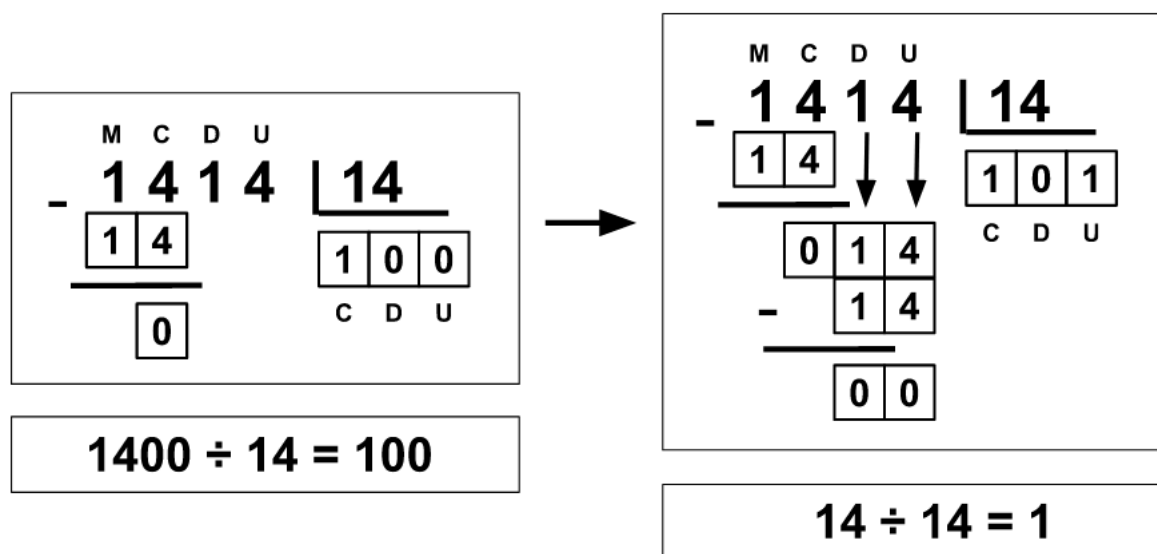 M C D U
- 1 4 1 4 14
1 4
1 0 0
C D U
0
1400 ÷ 14 = 100
M C D U
- 1 4 1 4 14
1 4
1 0 1
C D U
0 1 4
- 1 4
0 0
14 ÷ 14 = 1